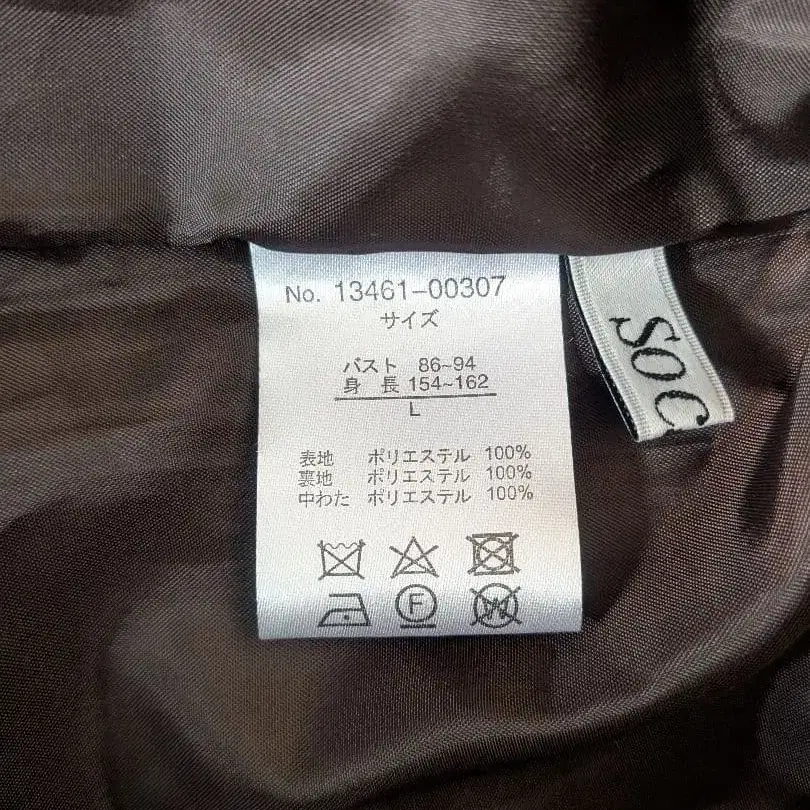 No. 13461-00307
サイズ
バスト 86~94
身 長 154~162
L
表地 ポリエステル 100%
裏地 ポリエステル 100%
中わた ポリエステル 100%
F
W
SOC